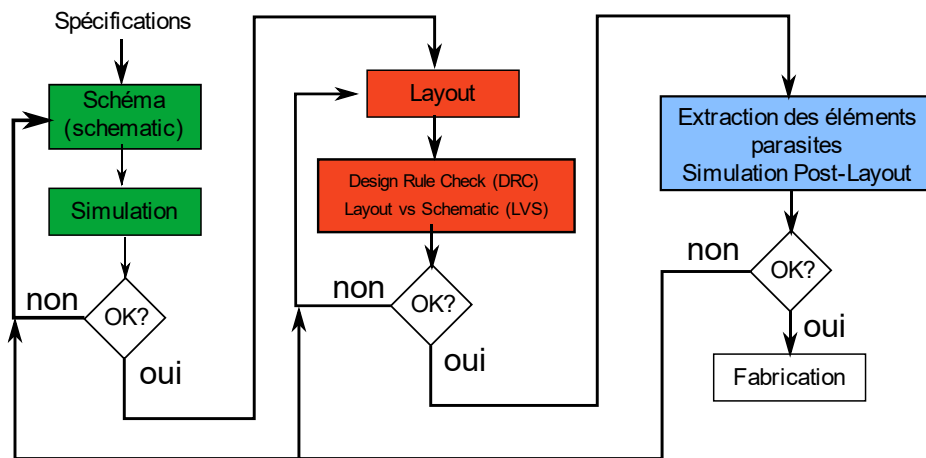 Spécifications
Schéma
(schematic)
Simulation
OK?
non
oui
Layout
Design Rule Check (DRC)
Layout vs Schematic (LVS)
OK?
non
oui
Extraction des éléments
parasites
Simulation Post-Layout
OK?
non
oui
Fabrication